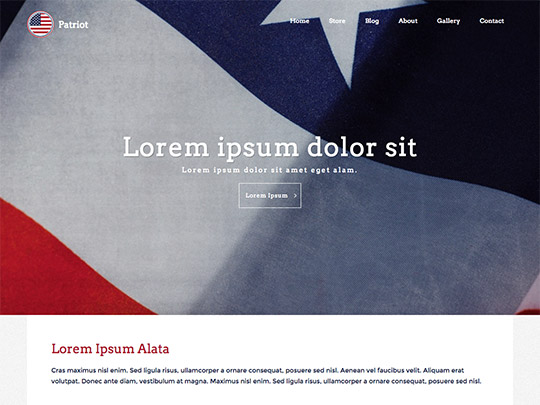 Patriot
Home Store Blog About Gallery Contact
Lorem ipsum dolor sit
Lorem ipsum dolor sit amet eget alam.
Lorem Ipsum >
Lorem Ipsum Alata
Cras maximus nisl enim. Sed ligula risus, ullamcorper a ornare consequat, posuere sed nisl. Aenean vel faucibus velit. Aliquam erat
volutpat. Donec ante diam, vestibulum at magna. Maximus nisl enim. Sed ligula risus, ullamcorper a ornare consequat, posuere sed nisl.